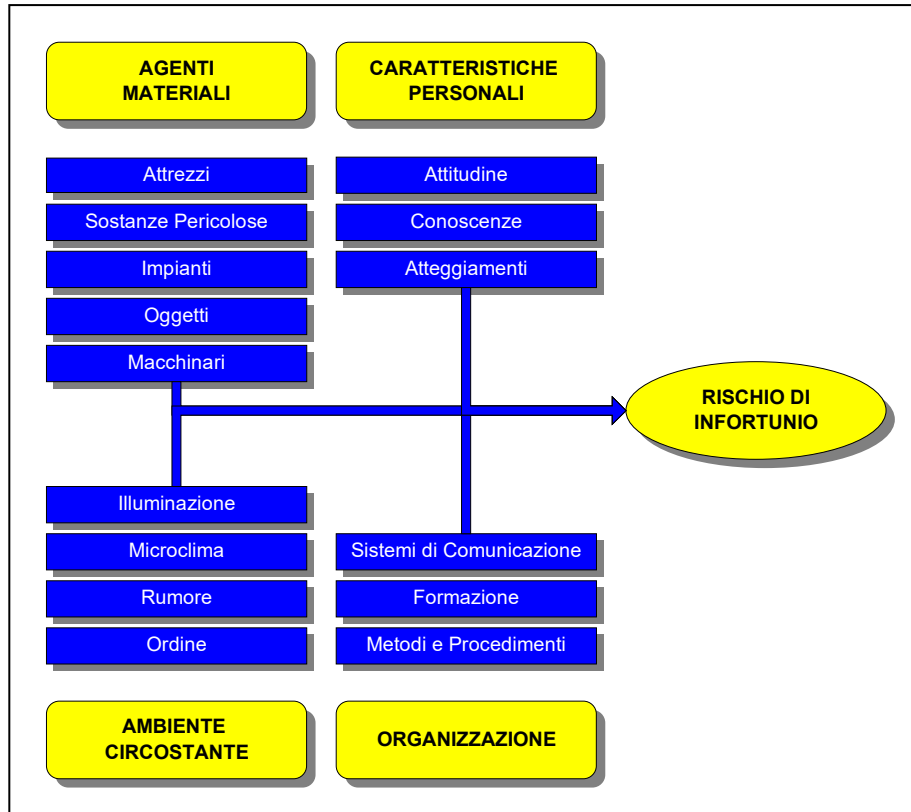 AGENTI
MATERIALI
CARATTERISTICHE
PERSONALI
Attrezzi
Sostanze Pericolose
Impianti
Oggetti
Macchinari
Attitudine
Conoscenze
Atteggiamenti
RISCHIO DI
INFORTUNIO
Illuminazione
Microclima
Rumore
Ordine
Sistemi di Comunicazione
Formazione
Metodi e Procedimenti
AMBIENTE
CIRCOSTANTE
ORGANIZZAZIONE